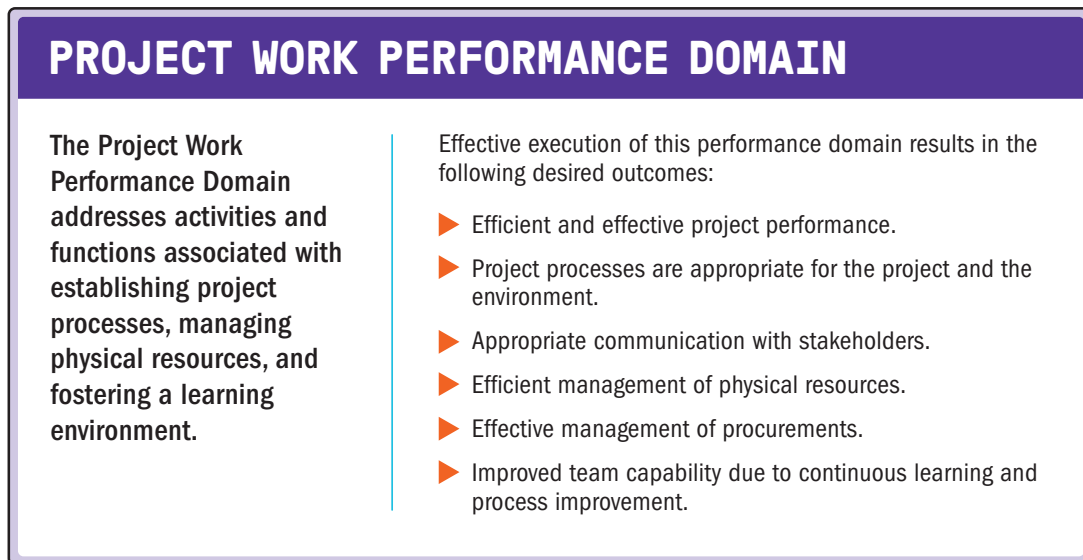 PROJECT WORK PERFORMANCE DOMAIN
The Project Work
Performance Domain
addresses activities and
functions associated with
establishing project
processes, managing
physical resources, and
fostering a learning
environment.
Effective execution of this performance domain results in the
following desired outcomes:
Efficient and effective project performance.
Project processes are appropriate for the project and the
environment.
Appropriate communication with stakeholders.
Efficient management of physical resources.
Effective management of procurements.
Improved team capability due to continuous learning and
process improvement.